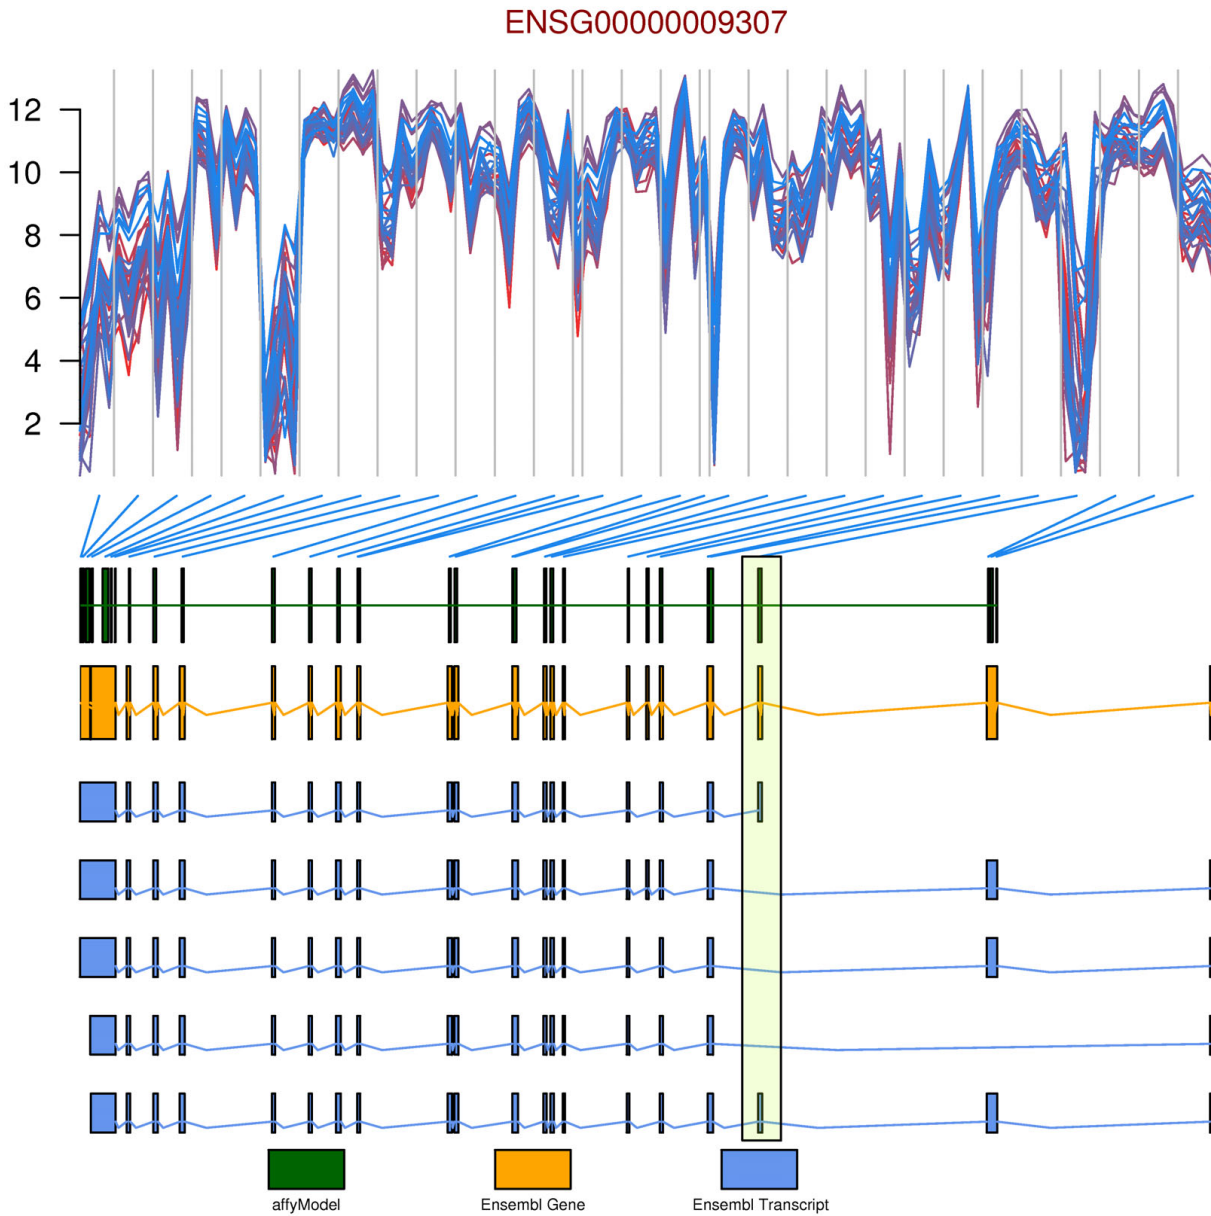 ENSG00000009307
12
10
8
6
4
2
affyModel
Ensembl Gene
Ensembl Transcript